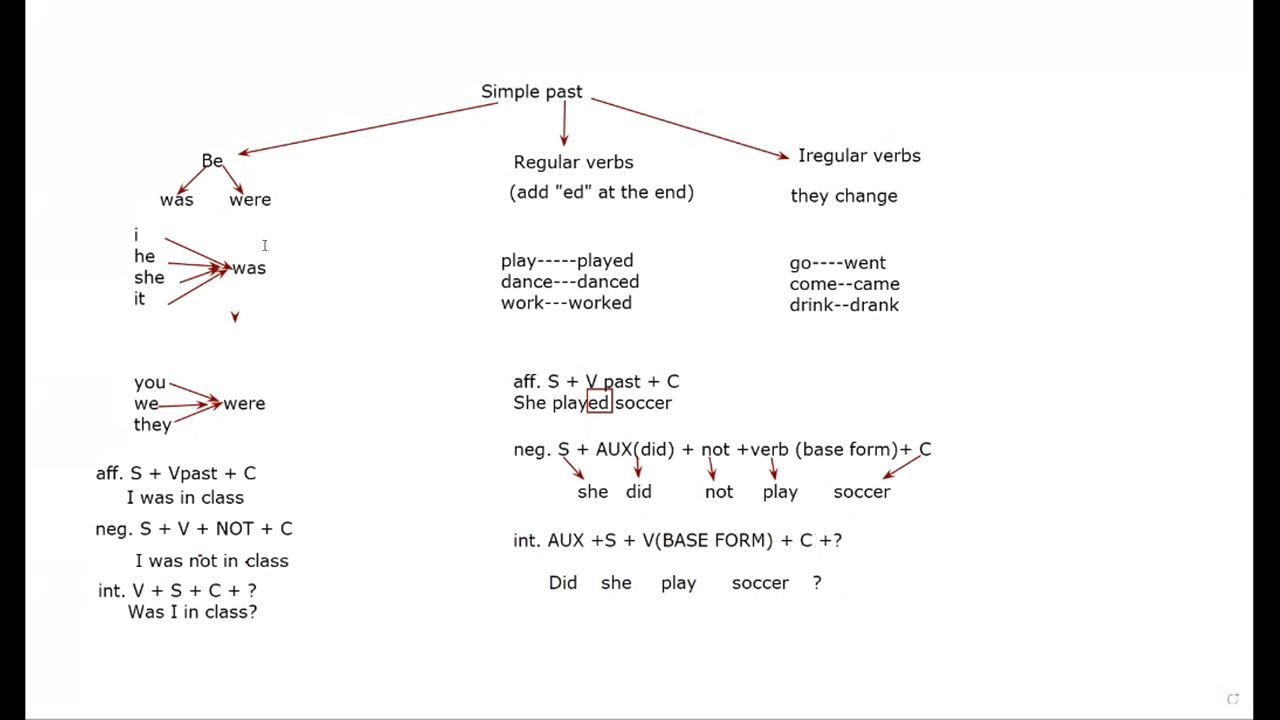 Simple past
Be
was were
i
he
she
it
was
you
we
they
were
aff. S + Vpast + C
I was in class
neg. S + V + NOT + C
I was not in class
int. V + S + C + ?
Was I in class?
Regular verbs
(add "ed" at the end)
play-----played
dance---danced
work---worked
Iregular verbs
they change
go----went
come--came
drink--drank
aff. S + V past + C
She played soccer
neg. S + AUX(did) + not +verb (base form)+ C
she did not play soccer
int. AUX +S + V(BASE FORM) + C +?
Did she play soccer ?